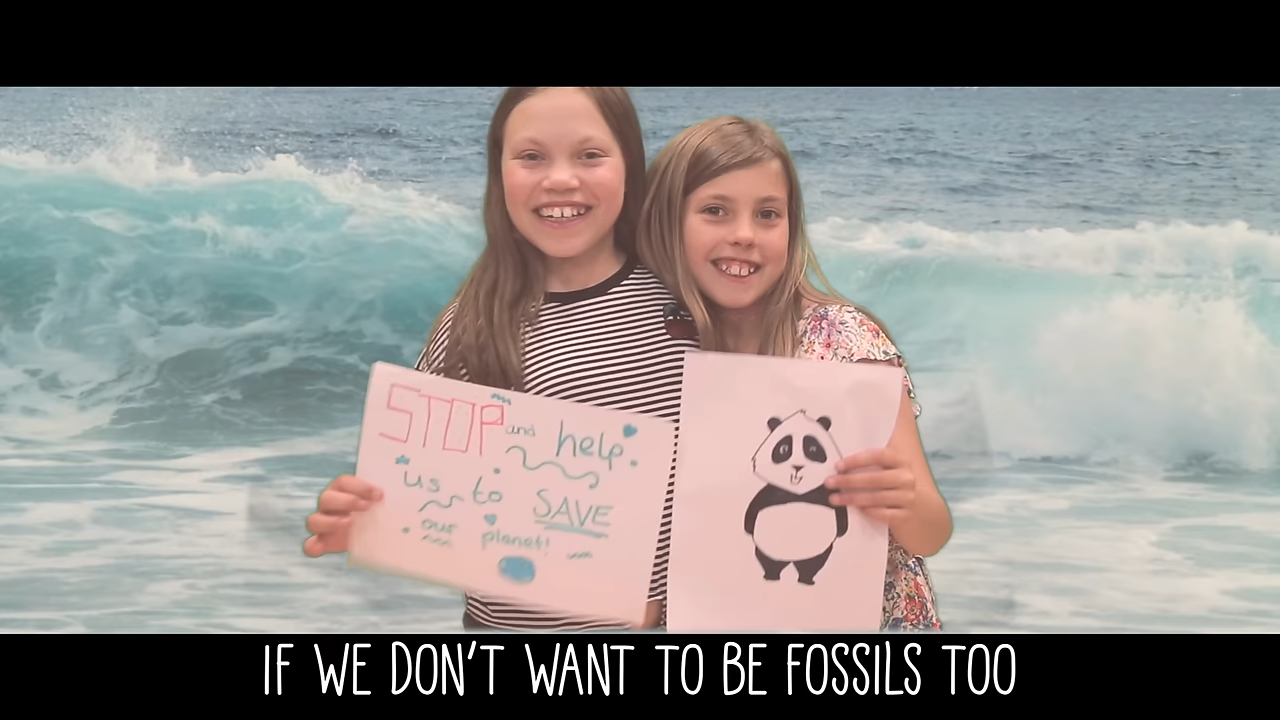 STOP and help
us to SAVE
our planet!
IF WE DON'T WANT TO BE FOSSILS TOO